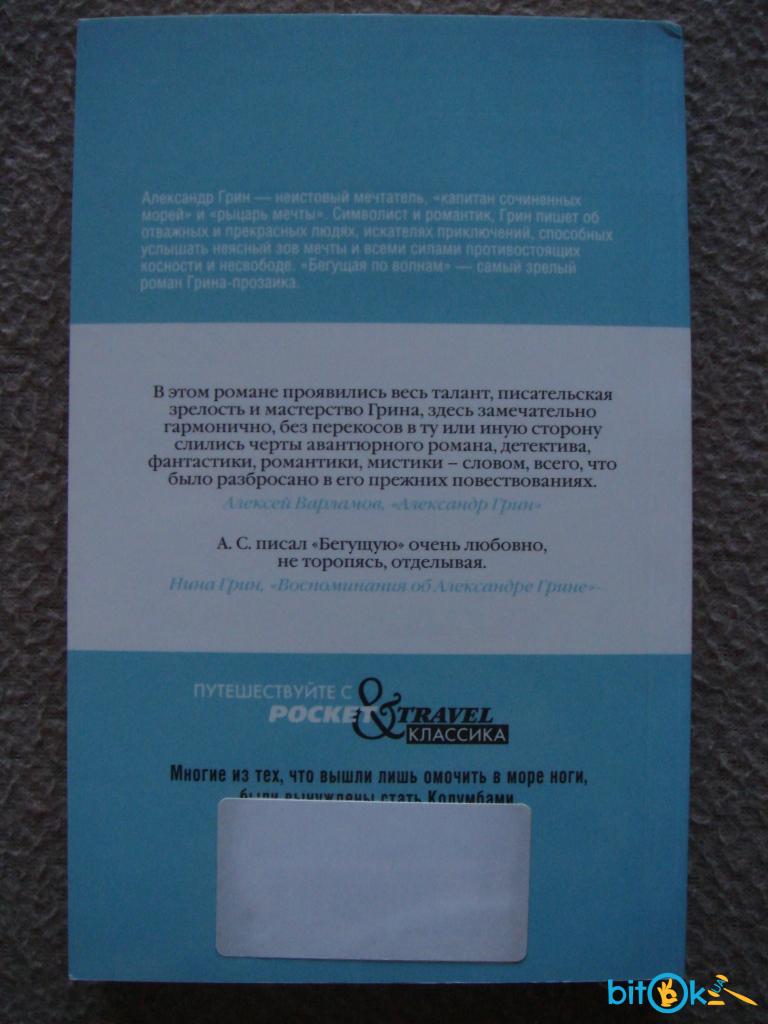 Александр Грин — неистовый мечтатель, «капитан сочиненных
морей» и «рыцарь мечты». Символист и романтик, Грин пишет об
отважных и прекрасных людях, искателях приключений, способных
услышать неясный зов мечты и всеми силами противостоящих
косности и несвободе. «Бегущая по волнам» — самый зрелый
роман Грина-прозаика.
В этом романе проявились весь талант, писательская
зрелость и мастерство Грина, здесь замечательно
гармонично, без перекосов в ту или иную сторону
слились черты авантюрного романа, детектива,
фантастики, романтики, мистики – словом, всего, что
было разбросано в его прежних повествованиях.
Алексей Варламов, «Александр Грин»
А. С. писал «Бегущую» очень любовно,
не торопясь, отделывая.
Нина Грин, «Воспоминания об Александре Грине»
ПУТЕШЕСТВУЙТЕ С
POCKET & TRAVEL
КЛАССИКА
Многие из тех, что вышли лишь омочить в море ноги,
были вынуждены стать Колумбами
bitOk.UA